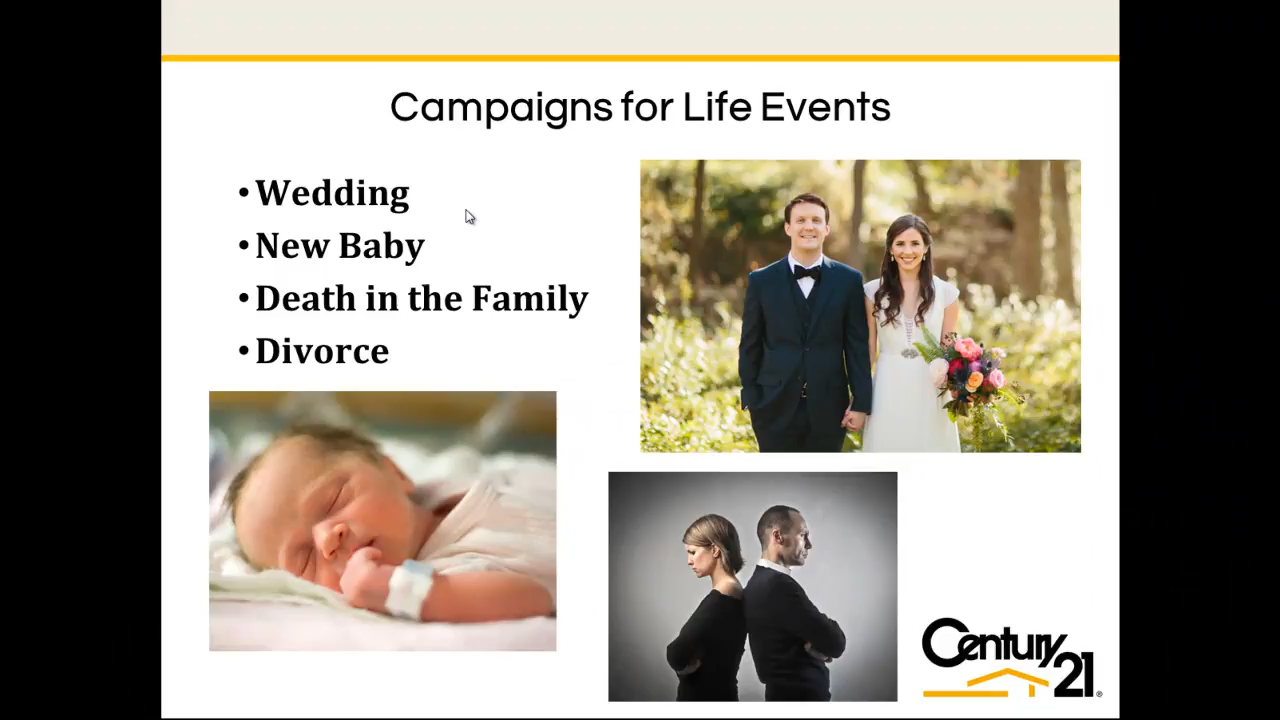 Campaigns for Life Events
• Wedding
• New Baby
• Death in the Family
• Divorce
Century
21®